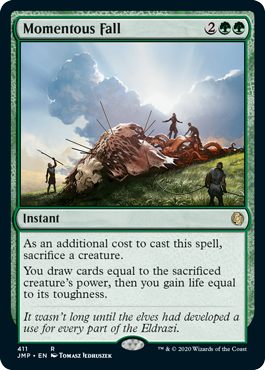 Momentous Fall 2
Instant
As an additional cost to cast this spell,
sacrifice a creature.
You draw cards equal to the sacrificed
creature's power, then you gain life equal
to its toughness.
It wasn't long until the elves had developed a
use for every part of the Eldrazi.
411 R
JMP • EN Tomasz Jedruszek ™ & © 2020 Wizards of the Coast